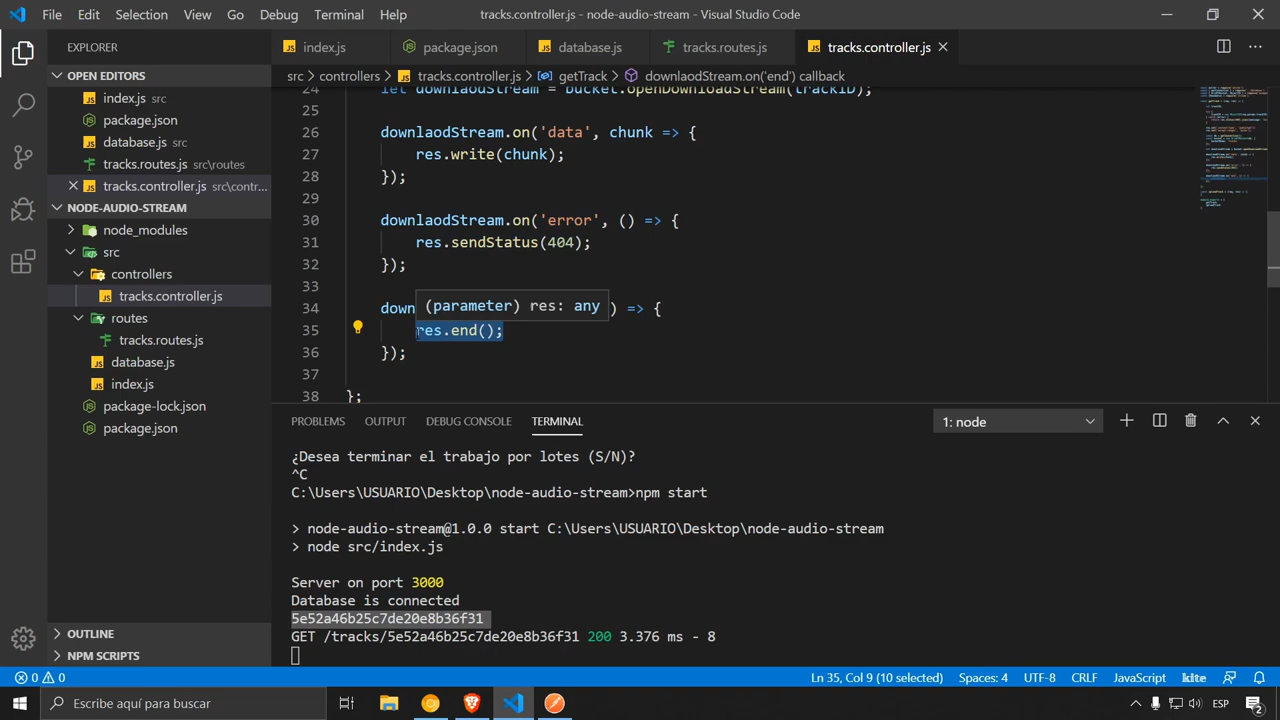 File Edit Selection View Go Debug Terminal Help
tracks.controller.js - node-audio-stream - Visual Studio Code
EXPLORER
index.js
package.json
database.js
tracks.routes.js
tracks.controller.js
OPEN EDITORS
index.js src
package.json
database.js src
tracks.routes.js src\routes
tracks.controller.js src\contr...
NODE-AUDIO-STREAM
node_modules
src
controllers
tracks.controller.js
routes
tracks.routes.js
database.js
index.js
package-lock.json
package.json
OUTLINE
NPM SCRIPTS
src > controllers > tracks.controller.js > getTrack > downlaodStream.on('end') callback
24 let downlaodStream = bucket.openDownloadStream(trackID);
25
26 downlaodStream.on('data', chunk => {
27 res.write(chunk);
28 });
29
30 downlaodStream.on('error', () => {
31 res.sendStatus(404);
32 });
33
(parameter) res: any
34 down ) => {
35 res.end();
36 });
37
38 };
PROBLEMS OUTPUT DEBUG CONSOLE TERMINAL
1: node
¿Desea terminar el trabajo por lotes (S/N)?
^C
C:\Users\USUARIO\Desktop\node-audio-stream>npm start
> node-audio-stream@1.0.0 start C:\Users\USUARIO\Desktop\node-audio-stream
> node src/index.js
Server on port 3000
Database is connected
5e52a46b25c7de20e8b36f31
GET /tracks/5e52a46b25c7de20e8b36f31 200 3.376 ms - 8
0 0
Ln 35, Col 9 (10 selected) Spaces: 4 UTF-8 CRLF JavaScript kite
Escribe aquí para buscar
ESP
2